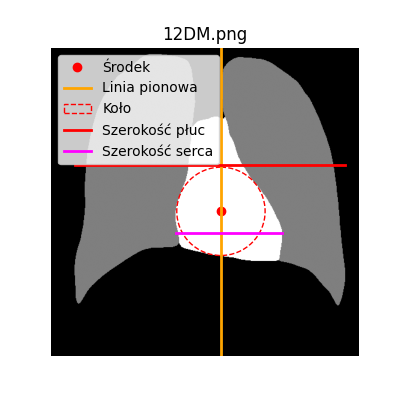 12DM.png
Środek
Linia pionowa
Koło
Szerokość płuc
Szerokość serca